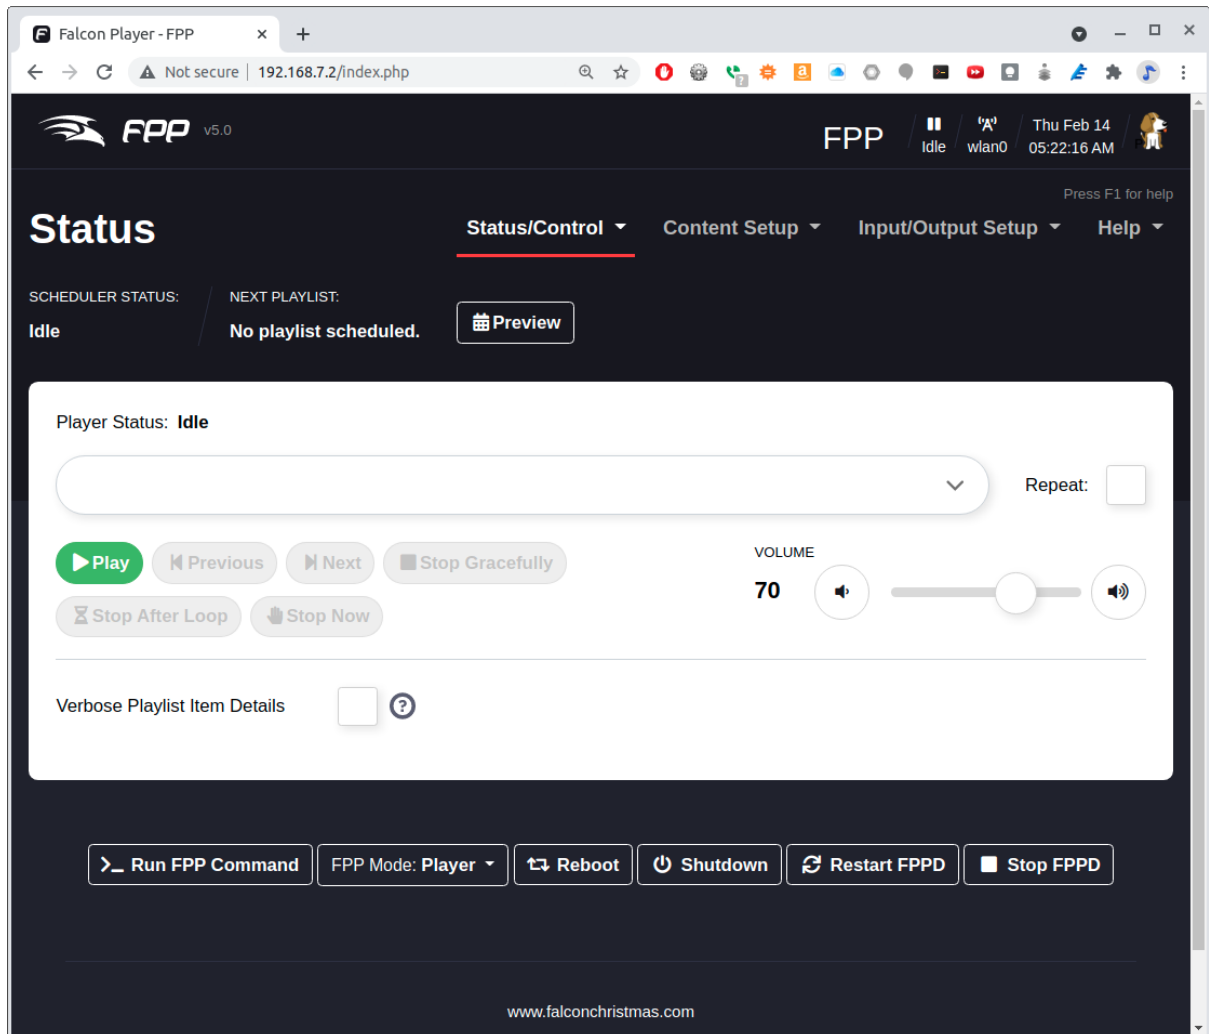 Falcon Player - FPP
Not secure | 192.168.7.2/index.php
FPP v5.0
FPP
Idle
wlan0
Thu Feb 14
05:22:16 AM
Press F1 for help
Status
Status/Control
Content Setup
Input/Output Setup
Help
SCHEDULER STATUS:
Idle
NEXT PLAYLIST:
No playlist scheduled.
Preview
Player Status: Idle
Repeat:
Play
Previous
Next
Stop Gracefully
Stop After Loop
Stop Now
VOLUME
70
Verbose Playlist Item Details
Run FPP Command
FPP Mode: Player
Reboot
Shutdown
Restart FPPD
Stop FPPD
www.falconchristmas.com